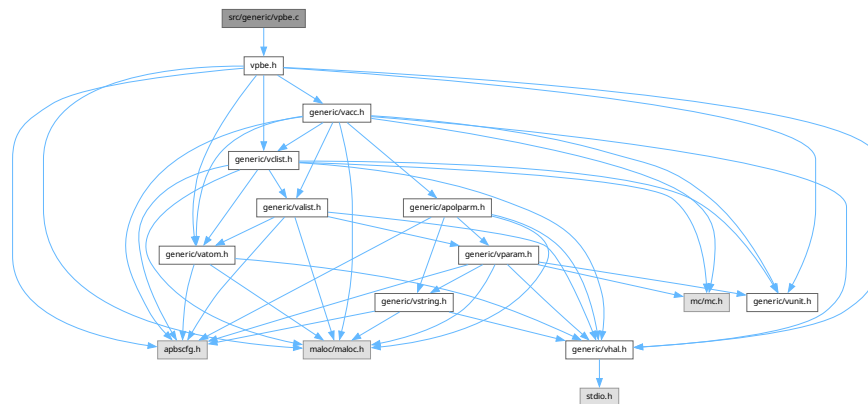 src/generic/vpbe.c
vpbe.h
generic/vacc.h
generic/vclist.h
generic/valist.h
generic/apolparm.h
generic/vatom.h
generic/vparam.h
generic/vstring.h
mc/mc.h
generic/vunit.h
apbscfg.h
maloc/maloc.h
generic/vhal.h
stdio.h